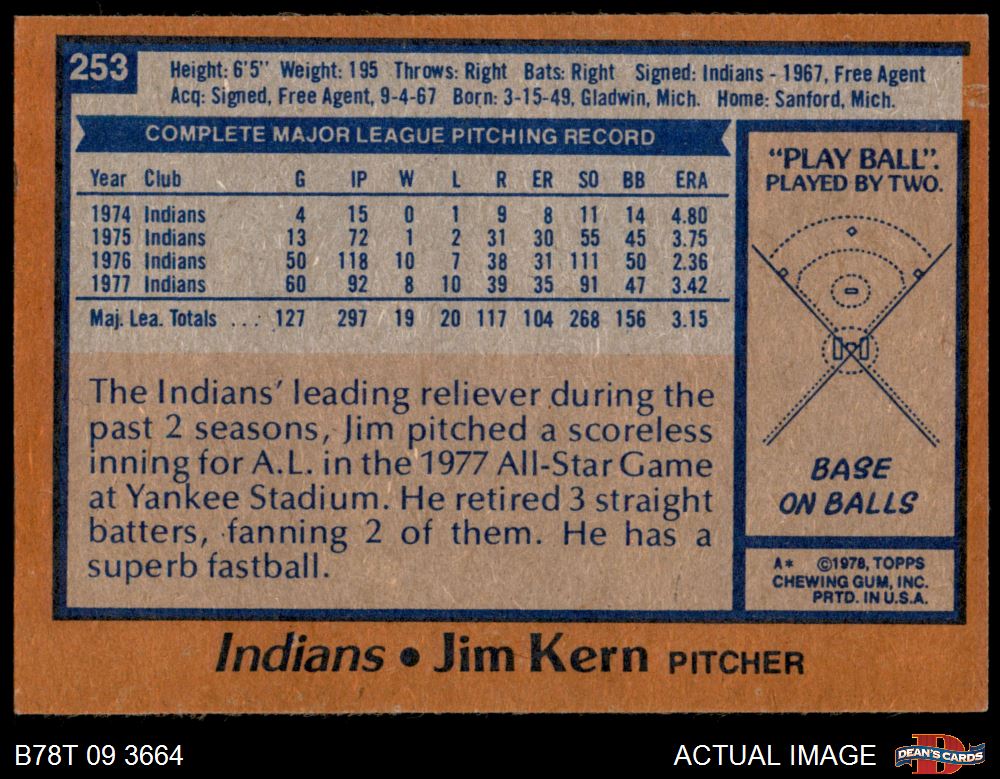 253
Height: 6'5" Weight: 195 Throws: Right Bats: Right Signed: Indians - 1967, Free Agent
Acq: Signed, Free Agent, 9-4-67 Born: 3-15-49, Gladwin, Mich. Home: Sanford, Mich.
COMPLETE MAJOR LEAGUE PITCHING RECORD
Year Club G IP W L R ER SO BB ERA
1974 Indians 4 15 0 1 9 8 11 14 4.80
1975 Indians 13 72 1 2 31 30 55 45 3.75
1976 Indians 50 118 10 7 38 31 111 50 2.36
1977 Indians 60 92 8 10 39 35 91 47 3.42
Maj. Lea. Totals ... 127 297 19 20 117 104 268 156 3.15
The Indians' leading reliever during the
past 2 seasons, Jim pitched a scoreless
inning for A.L. in the 1977 All-Star Game
at Yankee Stadium. He retired 3 straight
batters, fanning 2 of them. He has a
superb fastball.
"PLAY BALL".
PLAYED BY TWO.
BASE
ON BALLS
A* ©1978, TOPPS
CHEWING GUM, INC.
PRTD. IN U.S.A.
Indians • Jim Kern PITCHER
B78T 09 3664
ACTUAL IMAGE
DEAN'S CARDS